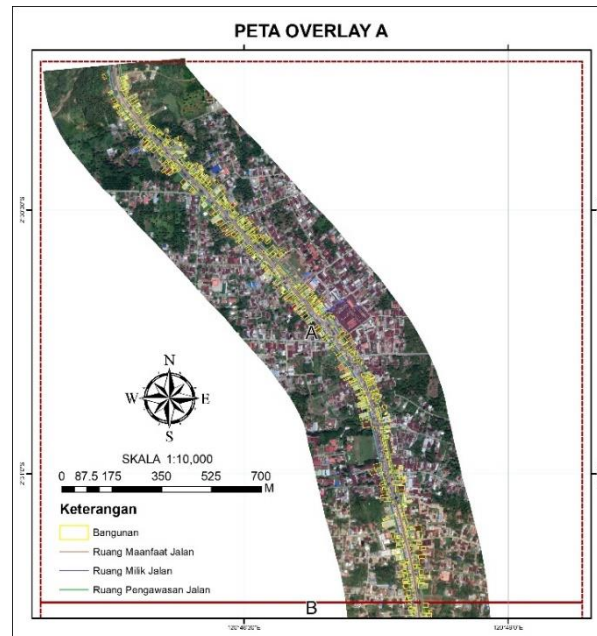 PETA OVERLAY A
A
N
W E
S
SKALA 1:10,000
0 87.5 175 350 525 700
M
Keterangan
Bangunan
Ruang Maanfaat Jalan
Ruang Milik Jalan
Ruang Pengawasan Jalan
B